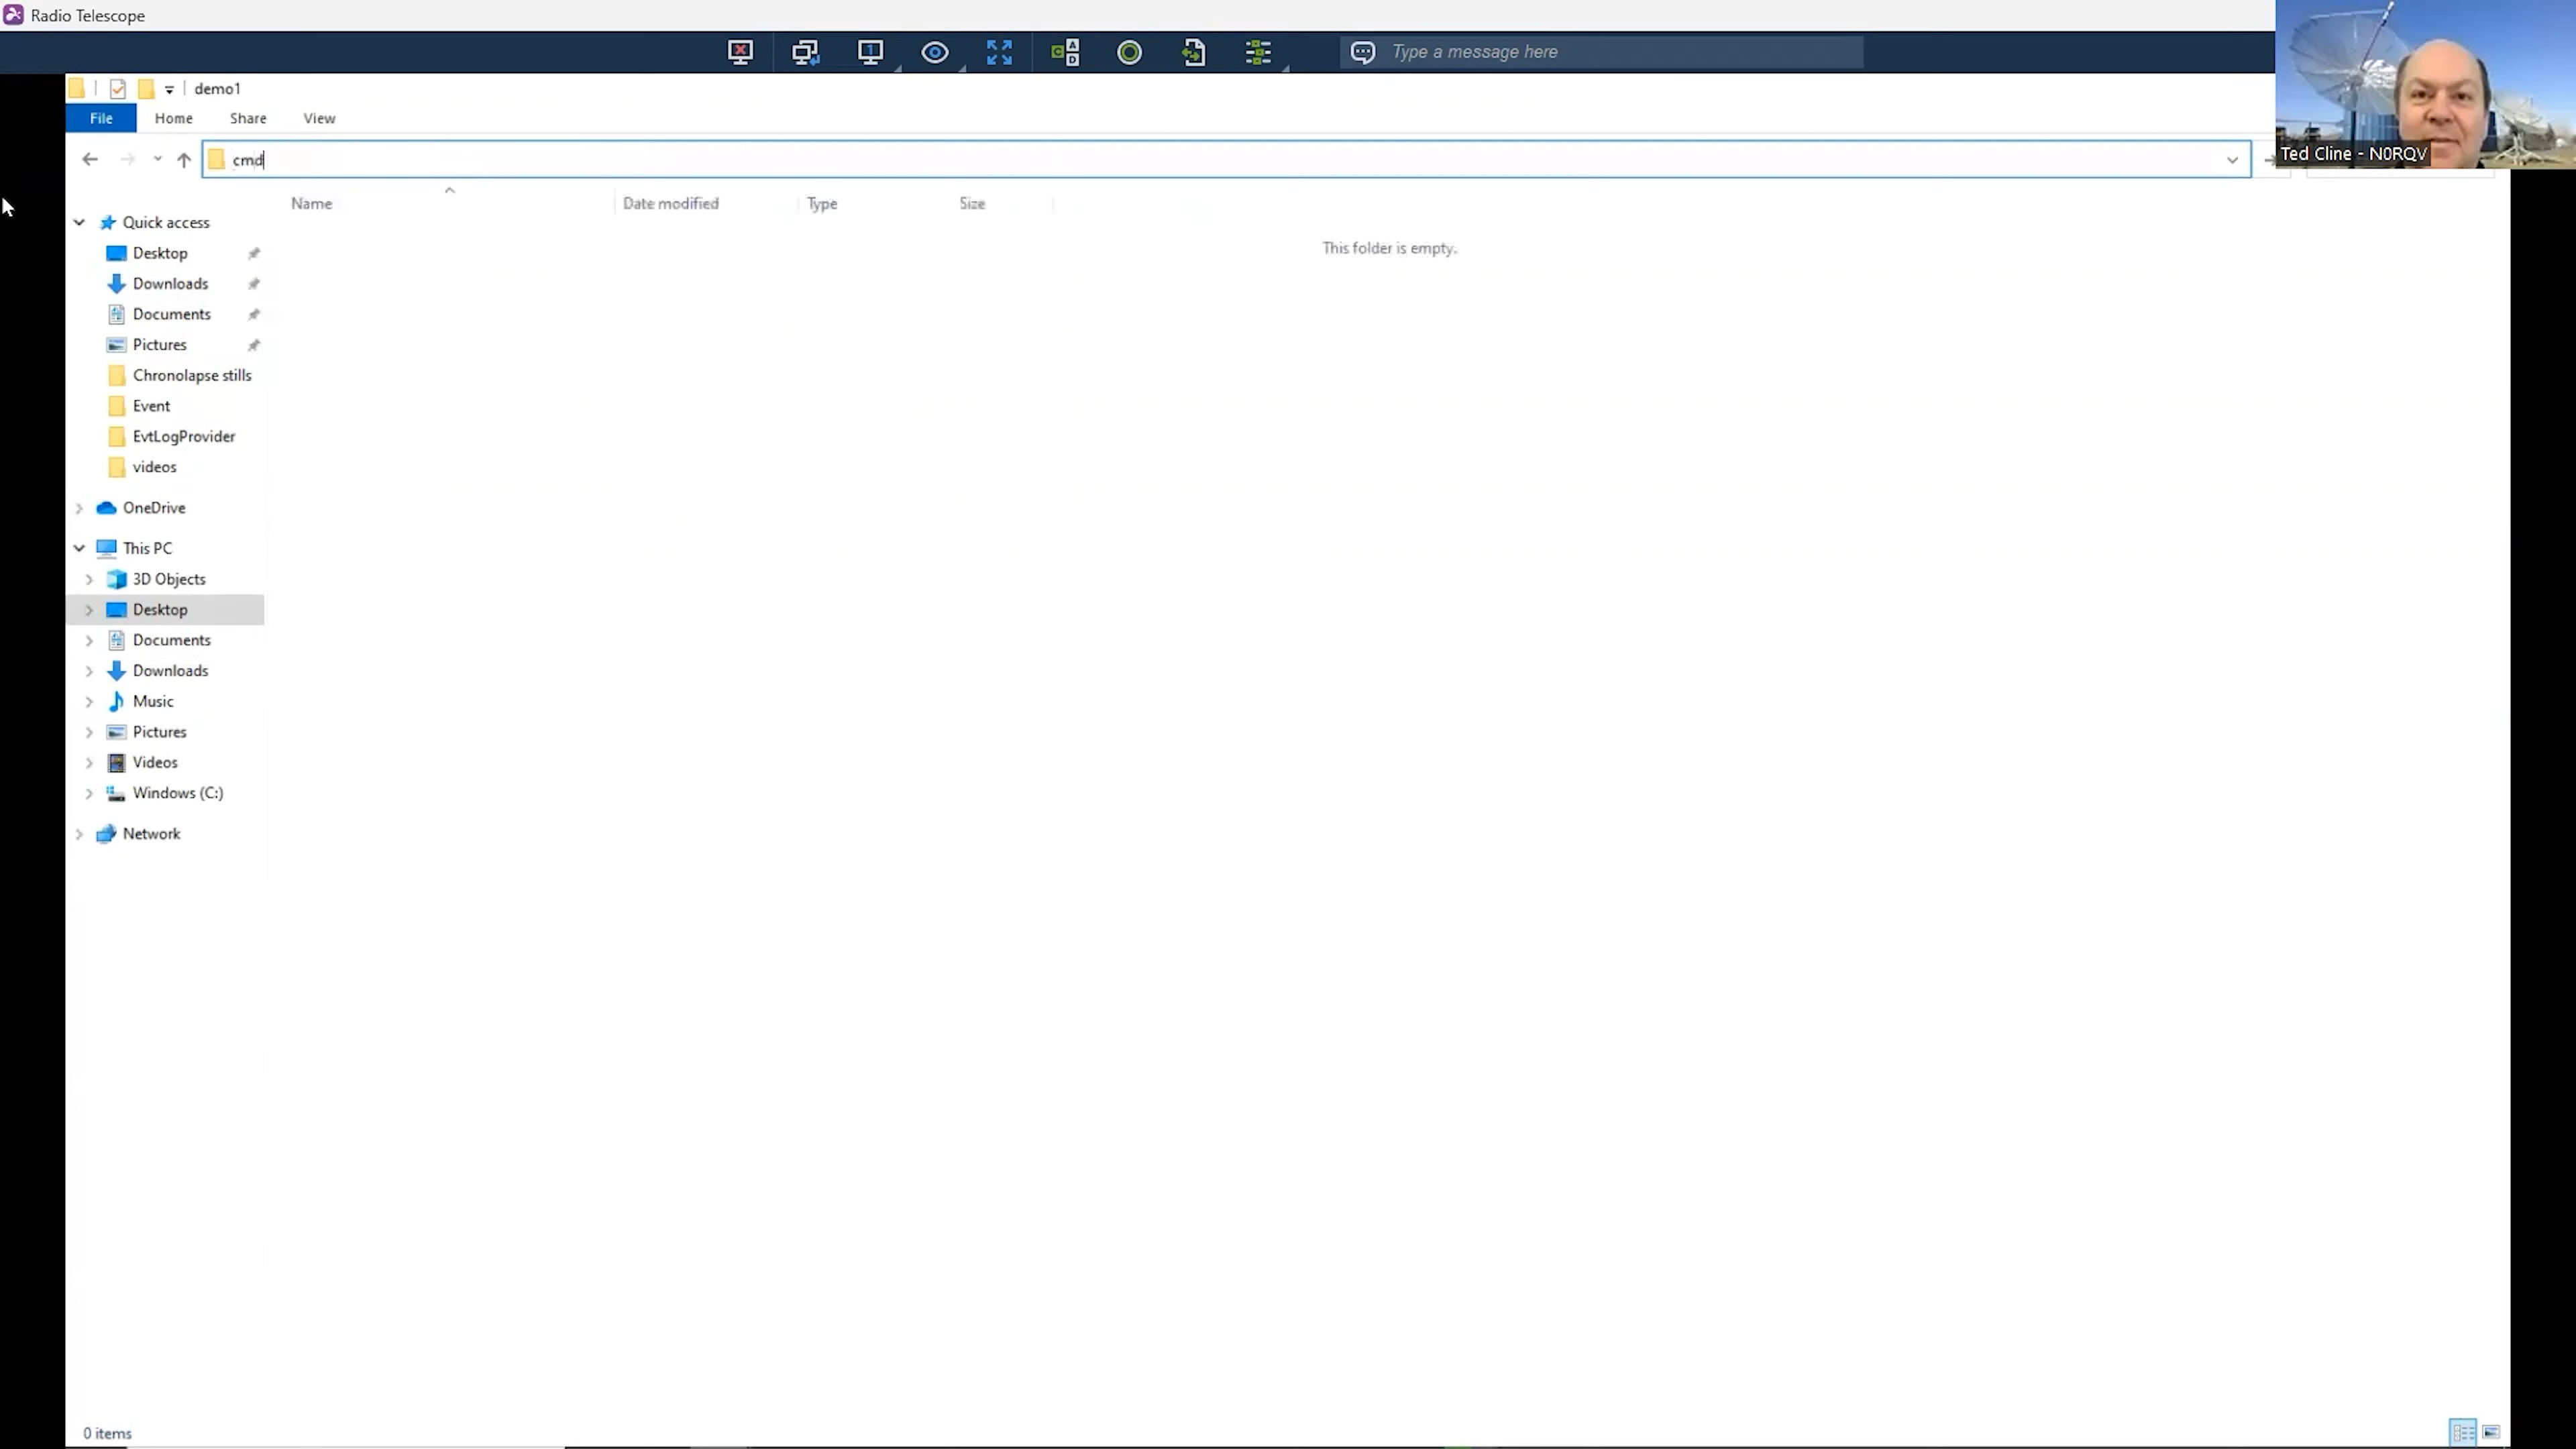 Radio Telescope
Type a message here
demo1
File Home Share View
cmd
Ted Cline - N0RQV
Name Date modified Type Size
This folder is empty.
Quick access
Desktop
Downloads
Documents
Pictures
Chronolapse stills
Event
EvtLogProvider
videos
OneDrive
This PC
3D Objects
Desktop
Documents
Downloads
Music
Pictures
Videos
Windows (C:)
Network
0 items